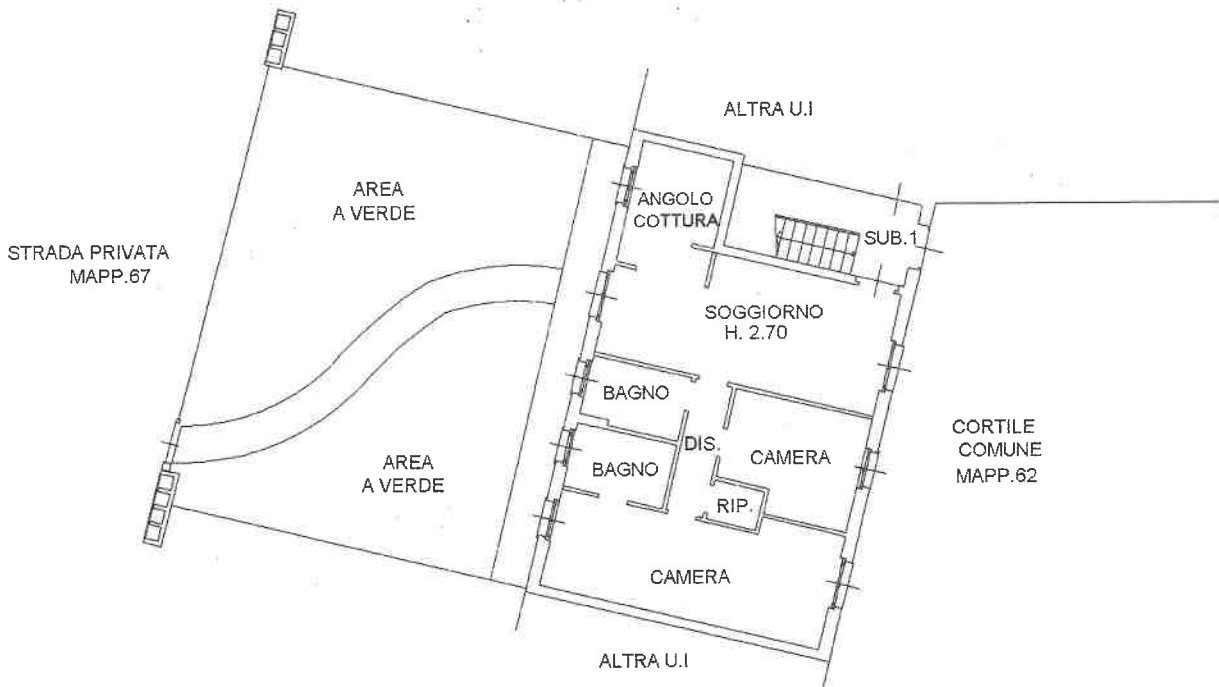 ALTRA U.I
AREA
A VERDE
ANGOLO
COTTURA
SUB.1
STRADA PRIVATA
MAPP.67
SOGGIORNO
H. 2.70
BAGNO
CORTILE
COMUNE
MAPP.62
DIS.
CAMERA
AREA
A VERDE
BAGNO
RIP.
CAMERA
ALTRA U.I